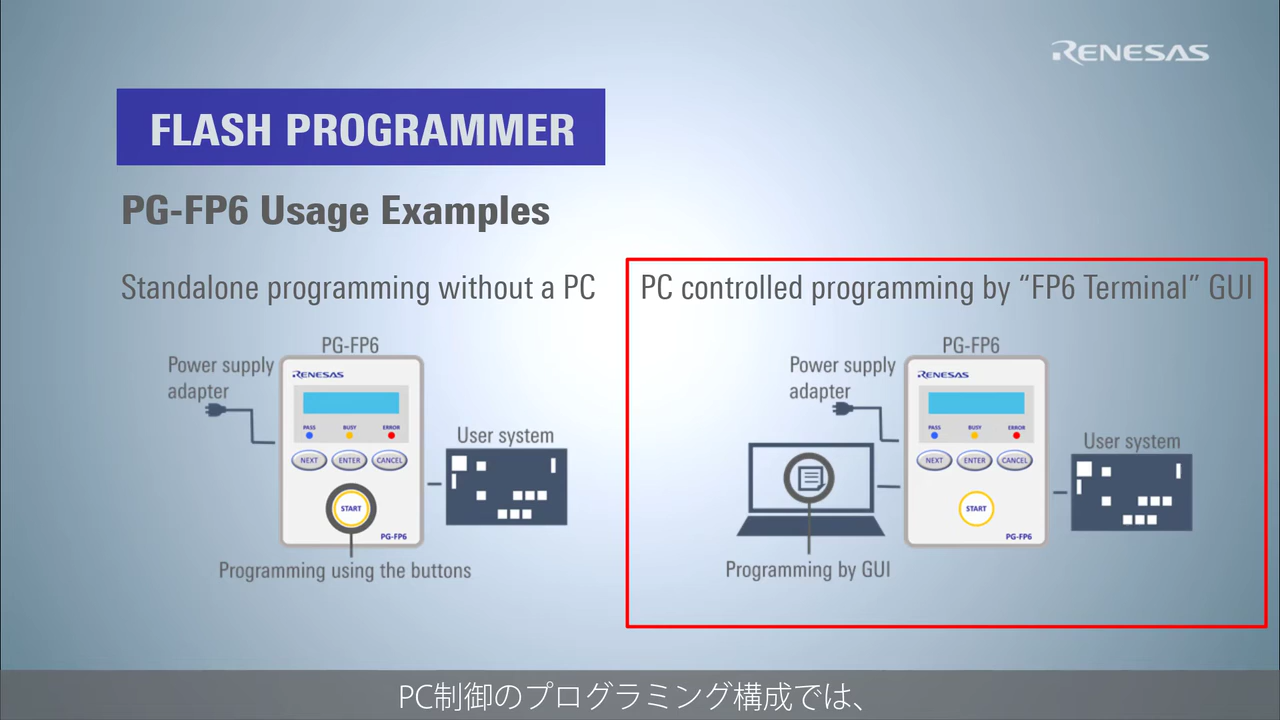 RENESAS
FLASH PROGRAMMER
PG-FP6 Usage Examples
Standalone programming without a PC
PG-FP6
Power supply
adapter
RENESAS
PASS BUSY ERROR
NEXT ENTER CANCEL
START
PG-FP6
User system
Programming using the buttons
PC controlled programming by “FP6 Terminal” GUI
PG-FP6
Power supply
adapter
RENESAS
PASS BUSY ERROR
NEXT ENTER CANCEL
START
PG-FP6
User system
Programming by GUI
PC制御のプログラミング構成では、